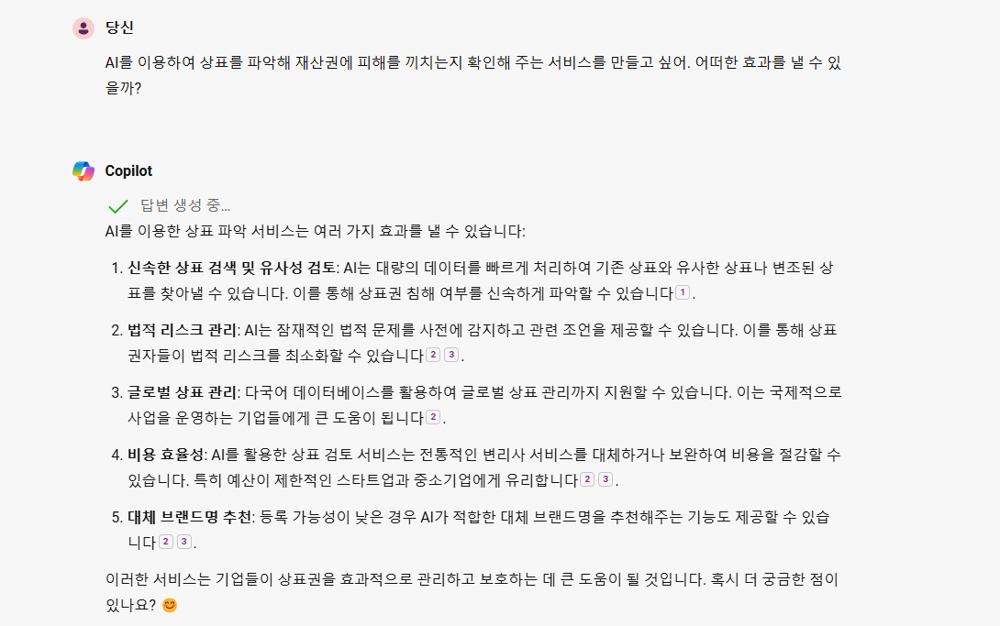 당신
AI를 이용하여 상표를 파악해 재산권에 피해를 끼치는지 확인해 주는 서비스를 만들고 싶어. 어떠한 효과를 낼 수 있
을까?
Copilot
답변 생성 중...
AI를 이용한 상표 파악 서비스는 여러 가지 효과를 낼 수 있습니다:
1. 신속한 상표 검색 및 유사성 검토: AI는 대량의 데이터를 빠르게 처리하여 기존 상표와 유사한 상표나 변조된 상
표를 찾아낼 수 있습니다. 이를 통해 상표권 침해 여부를 신속하게 파악할 수 있습니다 1 .
2. 법적 리스크 관리: AI는 잠재적인 법적 문제를 사전에 감지하고 관련 조언을 제공할 수 있습니다. 이를 통해 상표
권자들이 법적 리스크를 최소화할 수 있습니다 2 3 .
3. 글로벌 상표 관리: 다국어 데이터베이스를 활용하여 글로벌 상표 관리까지 지원할 수 있습니다. 이는 국제적으로
사업을 운영하는 기업들에게 큰 도움이 됩니다 2 .
4. 비용 효율성: AI를 활용한 상표 검토 서비스는 전통적인 변리사 서비스를 대체하거나 보완하여 비용을 절감할 수
있습니다. 특히 예산이 제한적인 스타트업과 중소기업에게 유리합니다 2 3 .
5. 대체 브랜드명 추천: 등록 가능성이 낮은 경우 AI가 적합한 대체 브랜드명을 추천해주는 기능도 제공할 수 있습
니다 2 3 .
이러한 서비스는 기업들이 상표권을 효과적으로 관리하고 보호하는 데 큰 도움이 될 것입니다. 혹시 더 궁금한 점이
있나요? 😊